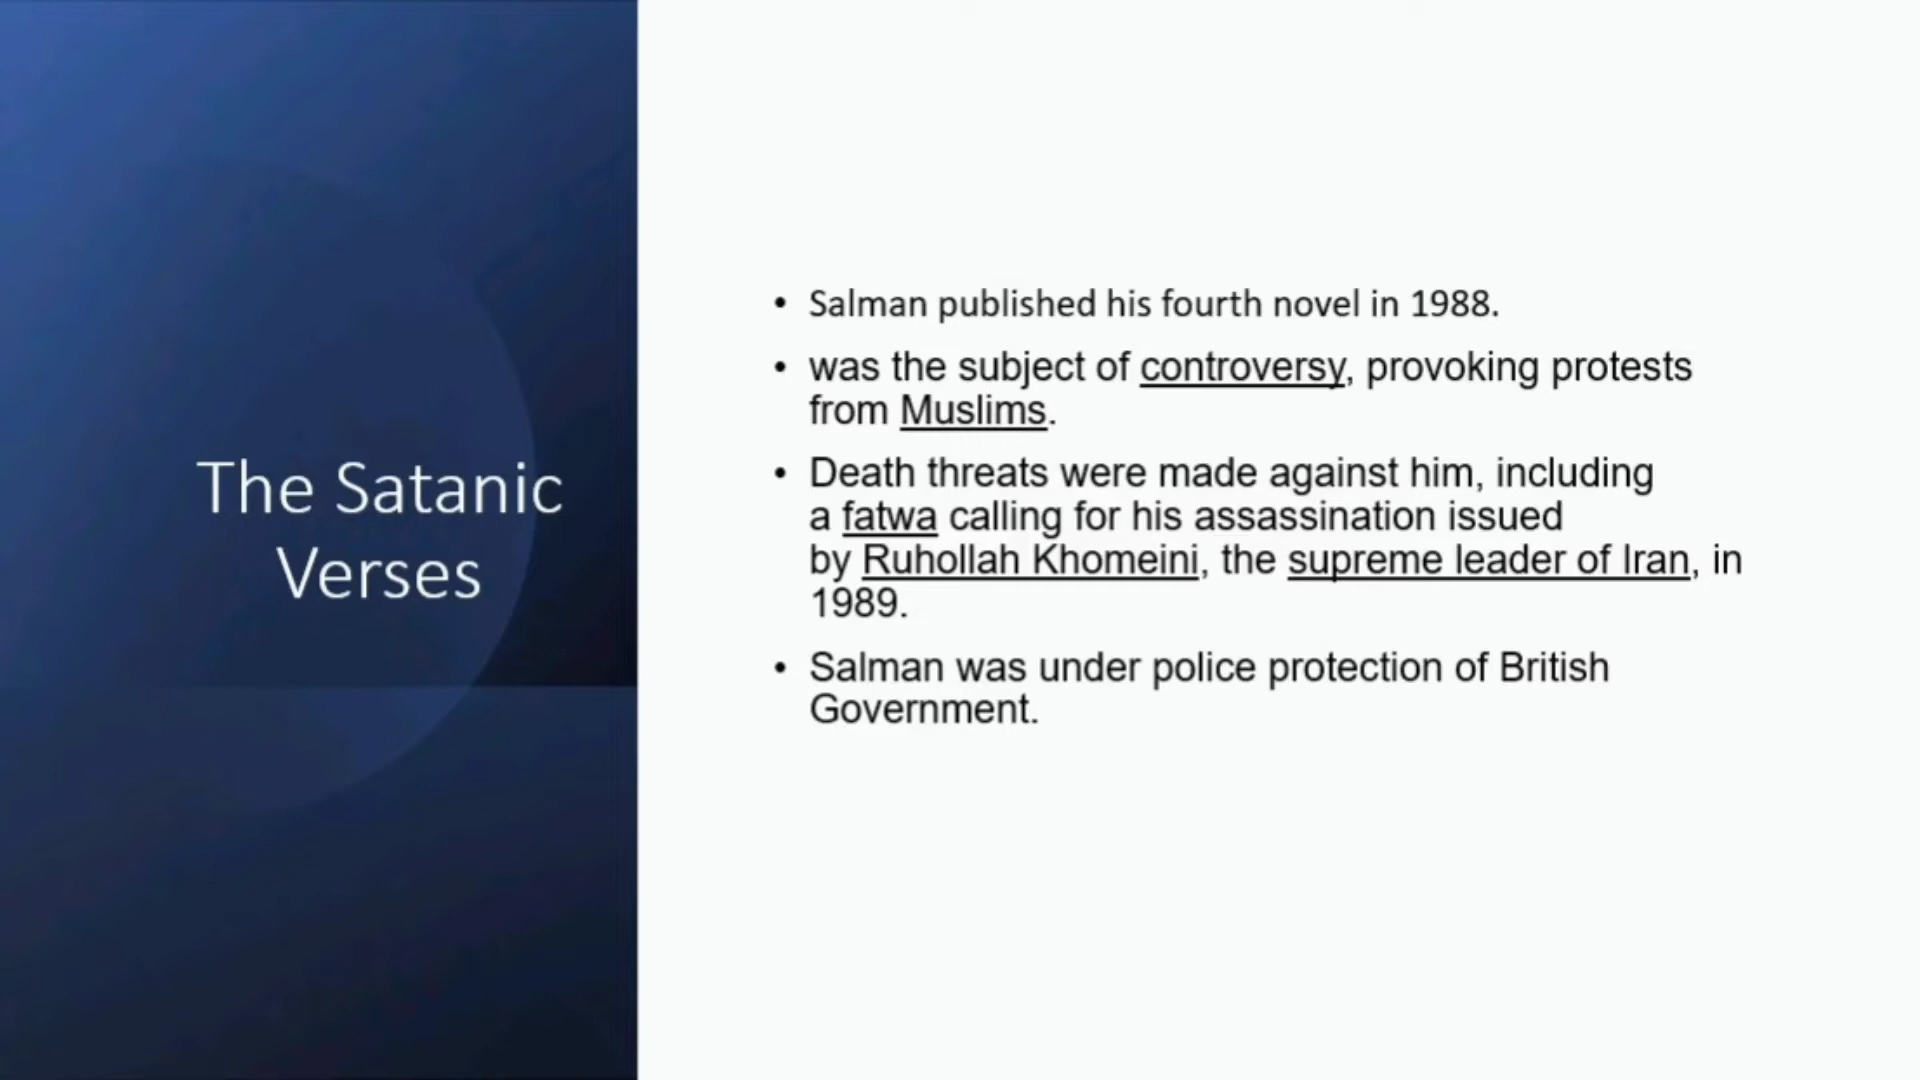 The Satanic
Verses
• Salman published his fourth novel in 1988.
• was the subject of controversy, provoking protests
from Muslims.
• Death threats were made against him, including
a fatwa calling for his assassination issued
by Ruhollah Khomeini, the supreme leader of Iran, in
1989.
• Salman was under police protection of British
Government.